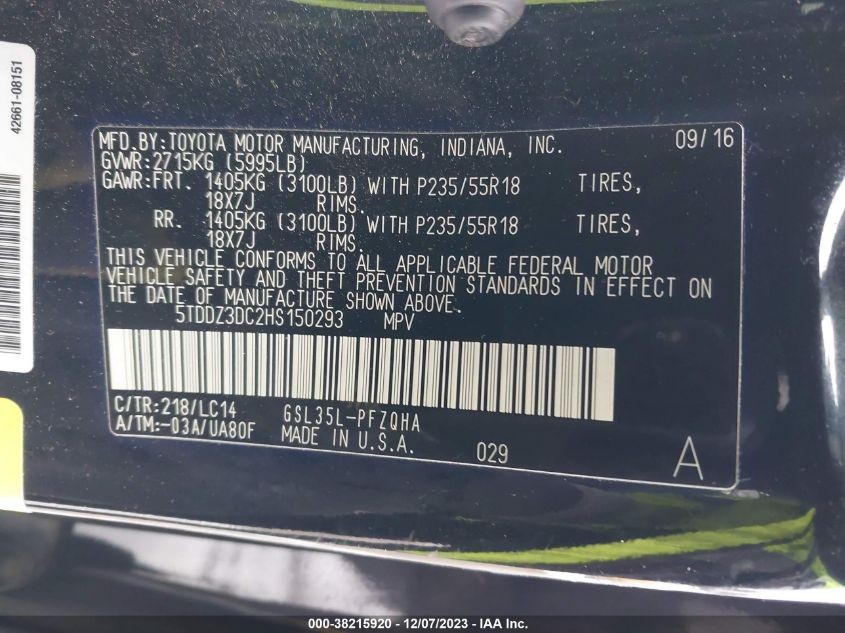 42661-08151
MFD.BY:TOYOTA MOTOR MANUFACTURING, INDIANA, INC. 09/16
GVWR:2715KG (5995LB)
GAWR:FRT. 1405KG (3100LB) WITH P235/55R18 TIRES,
18X7J RIMS.
RR. 1405KG (3100LB) WITH P235/55R18 TIRES,
18X7J RIMS.
THIS VEHICLE CONFORMS TO ALL APPLICABLE FEDERAL MOTOR
VEHICLE SAFETY AND THEFT PREVENTION STANDARDS IN EFFECT ON
THE DATE OF MANUFACTURE SHOWN ABOVE.
5TDDZ3DC2HS150293 MPV
C/TR:218/LC14 GSL35L-PFZQHA
A/TM:-03A/UA80F MADE IN U.S.A. 029 A
000-38215920 - 12/07/2023 - IAA Inc.